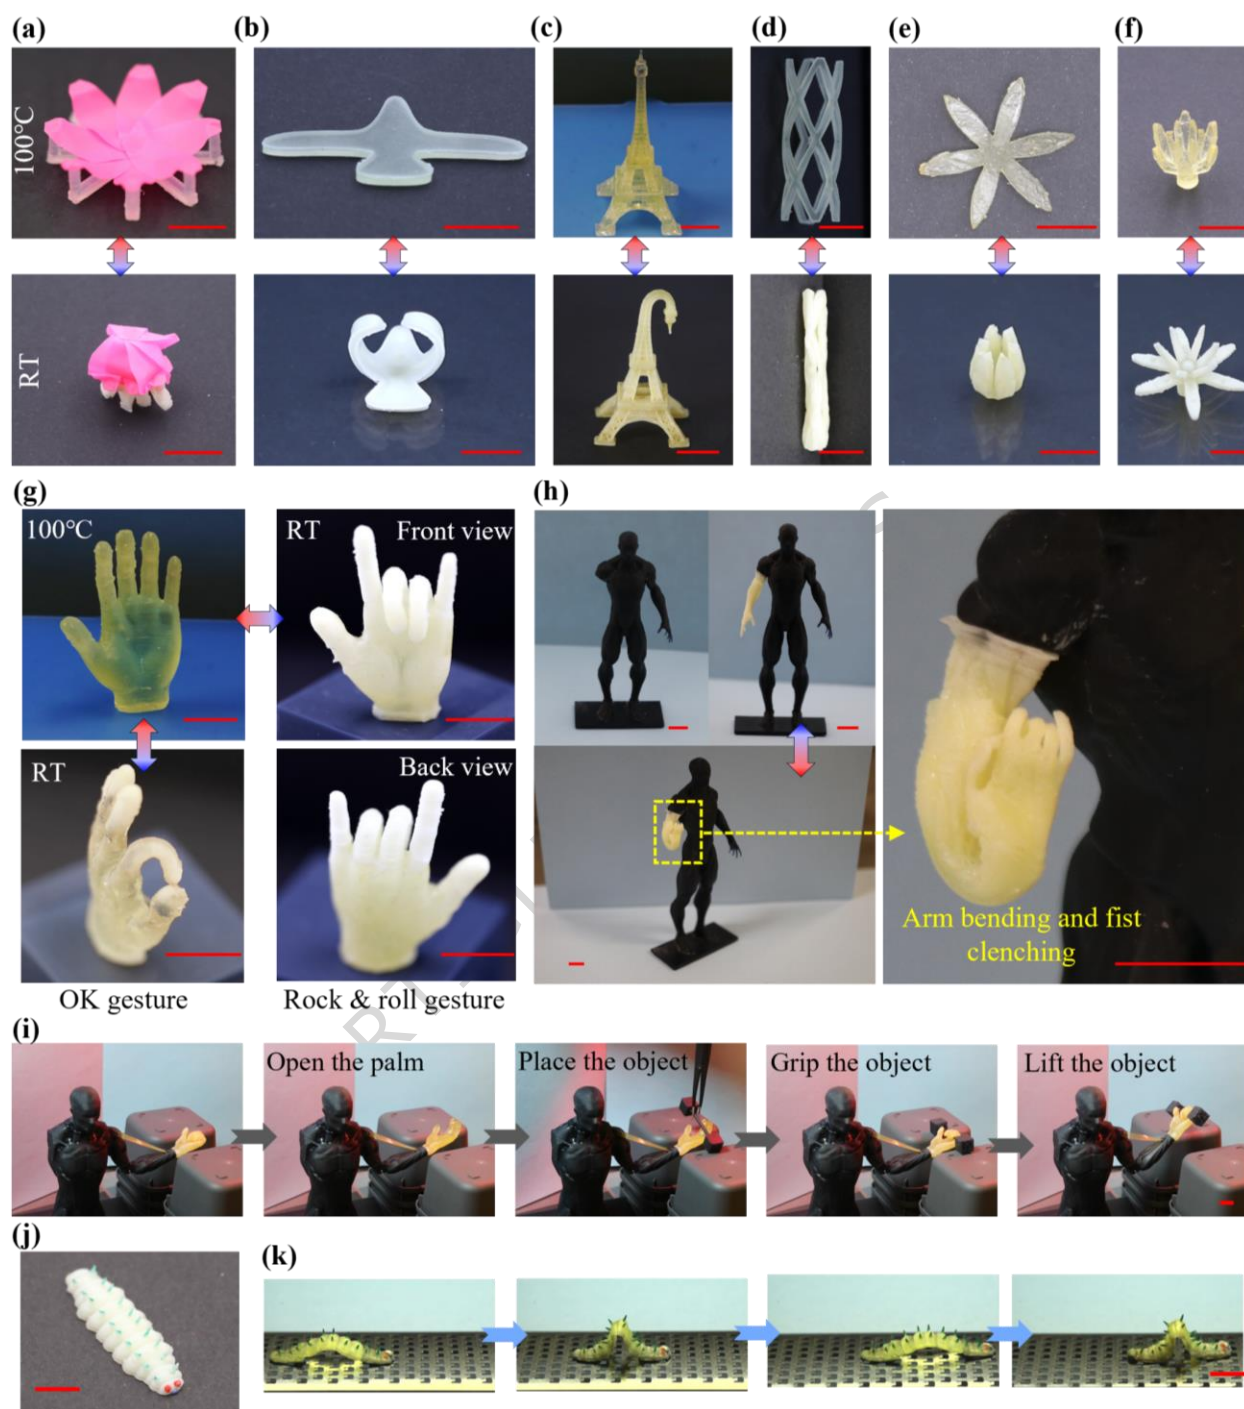 (a)
(b)
(c)
(d)
(e)
(f)
100℃
RT
(g)
(h)
100℃
RT
Front view
RT
Back view
OK gesture
Rock & roll gesture
Arm bending and fist
clenching
(i)
Open the palm
Place the object
Grip the object
Lift the object
(j)
(k)